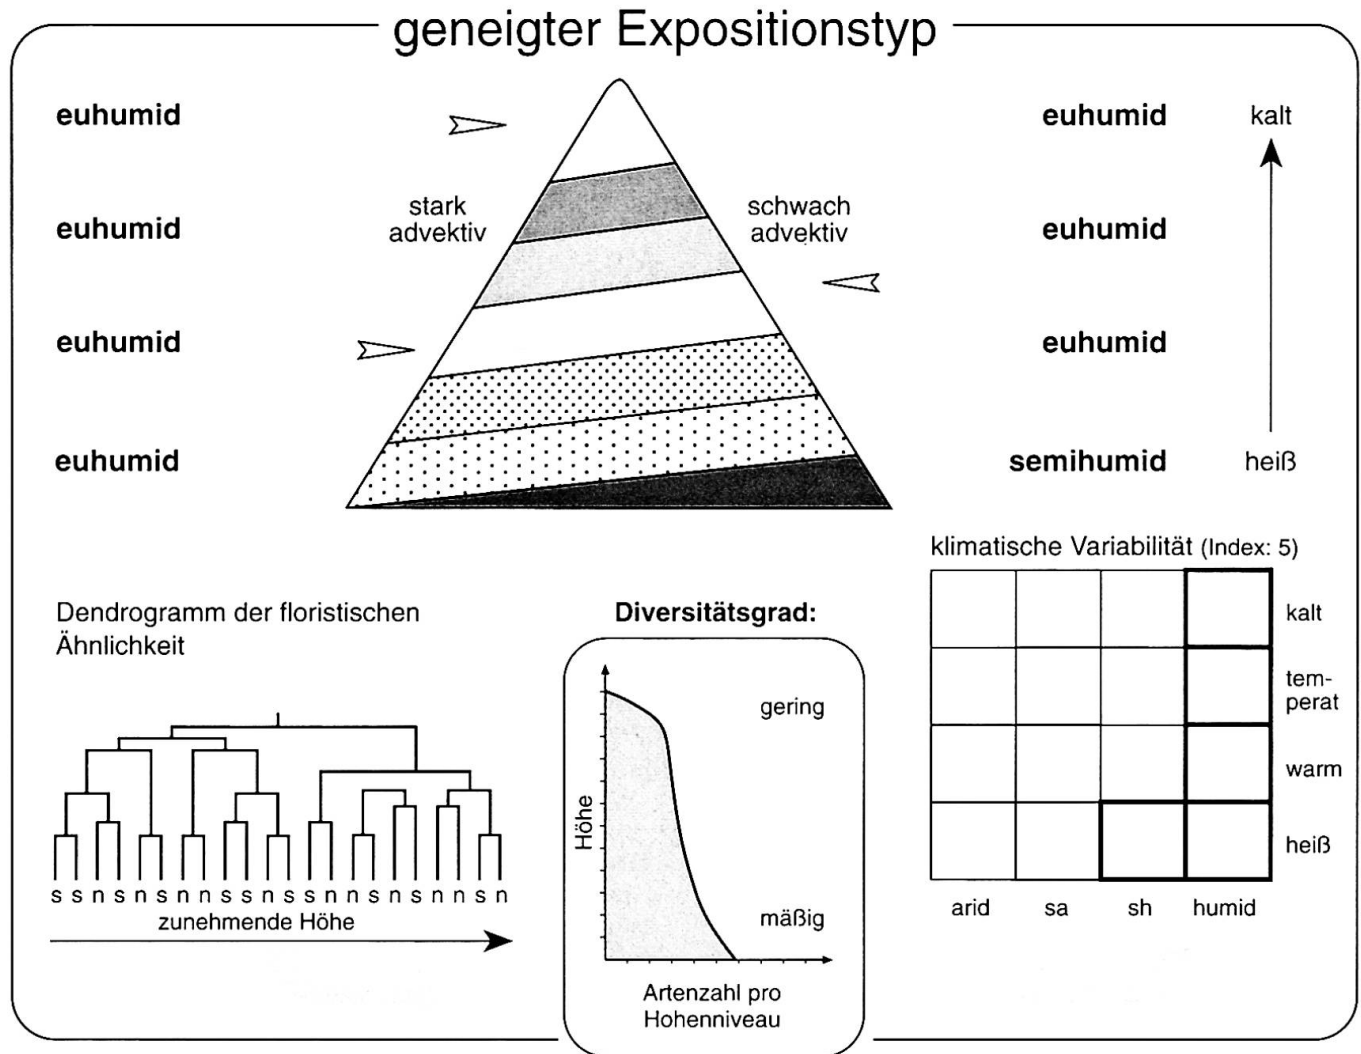 geneigter Expositionstyp
euhumid
euhumid
kalt
stark
advektiv
schwach
advektiv
euhumid
euhumid
euhumid
euhumid
euhumid
semihumid
heiß
klimatische Variabilität (Index: 5)
kalt
tem-
perat
warm
heiß
arid sa sh humid
Dendrogramm der floristischen
Ähnlichkeit
s s n s n s n n s s n s s n n s n s n n s n
zunehmende Höhe
Diversitätsgrad:
gering
Höhe
mäßig
Artenzahl pro
Hohenniveau